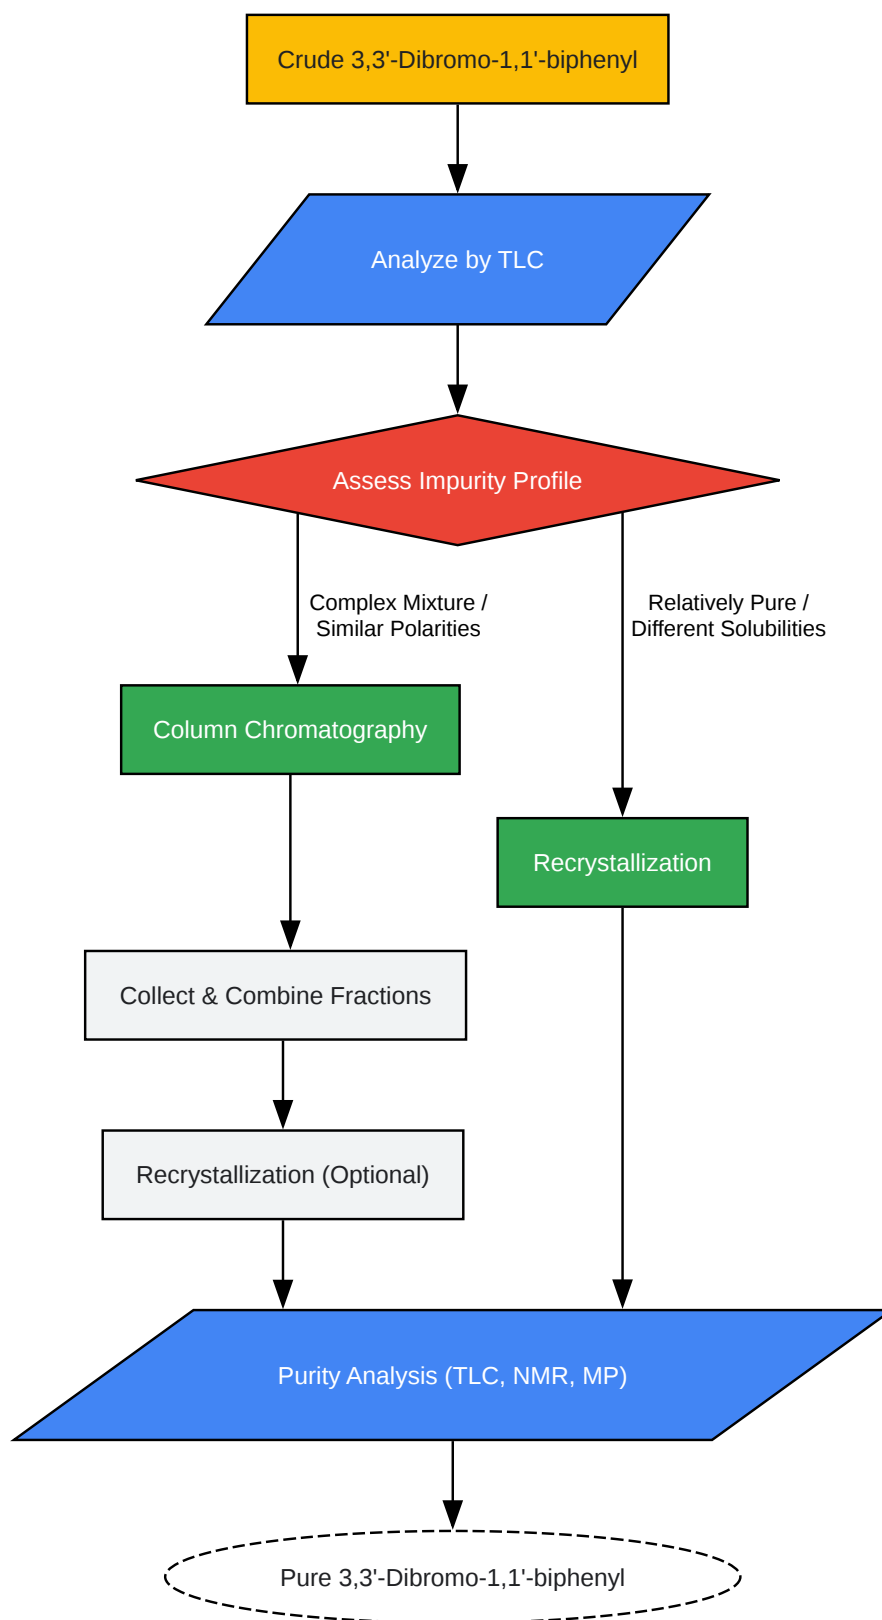 Crude 3,3'-Dibromo-1,1'-biphenyl
Analyze by TLC
Assess Impurity Profile
Complex Mixture /
Similar Polarities
Relatively Pure /
Different Solubilities
Column Chromatography
Recrystallization
Collect & Combine Fractions
Recrystallization (Optional)
Purity Analysis (TLC, NMR, MP)
Pure 3,3'-Dibromo-1,1'-biphenyl